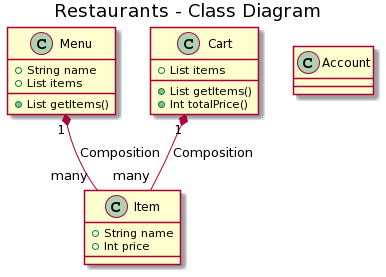 Restaurants - Class Diagram
C Menu
String name
List items
List getItems()
C Cart
List items
List getItems()
Int totalPrice()
C Account
1
1
Composition
Composition
many
many
C Item
String name
Int price